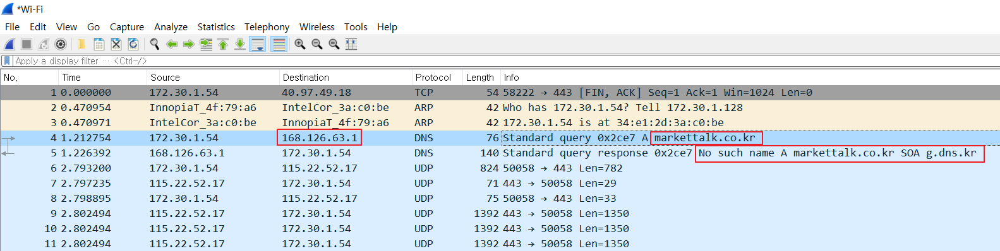 *Wi-Fi
File Edit View Go Capture Analyze Statistics Telephony Wireless Tools Help
Apply a display filter ... <Ctrl-/>
No. Time Source Destination Protocol Length Info
1 0.000000 172.30.1.54 40.97.49.18 TCP 54 58222 → 443 [FIN, ACK] Seq=1 Ack=1 Win=1024 Len=0
2 0.470954 InnopiaT_4f:79:a6 IntelCor_3a:c0:be ARP 42 Who has 172.30.1.54? Tell 172.30.1.128
3 0.470971 IntelCor_3a:c0:be InnopiaT_4f:79:a6 ARP 42 172.30.1.54 is at 34:e1:2d:3a:c0:be
4 1.212754 172.30.1.54 168.126.63.1 DNS 76 Standard query 0x2ce7 A markettalk.co.kr
5 1.226392 168.126.63.1 172.30.1.54 DNS 140 Standard query response 0x2ce7 No such name A markettalk.co.kr SOA g.dns.kr
6 2.793200 172.30.1.54 115.22.52.17 UDP 824 50058 → 443 Len=782
7 2.797235 115.22.52.17 172.30.1.54 UDP 71 443 → 50058 Len=29
8 2.798895 172.30.1.54 115.22.52.17 UDP 75 50058 → 443 Len=33
9 2.802494 115.22.52.17 172.30.1.54 UDP 1392 443 → 50058 Len=1350
10 2.802494 115.22.52.17 172.30.1.54 UDP 1392 443 → 50058 Len=1350
11 2.802494 115.22.52.17 172.30.1.54 UDP 1392 443 → 50058 Len=1350